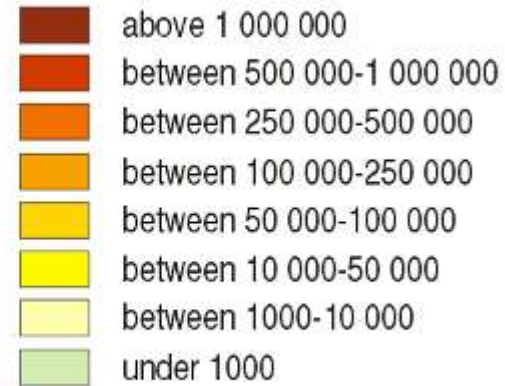 above 1 000 000
between 500 000-1 000 000
between 250 000-500 000
between 100 000-250 000
between 50 000-100 000
between 10 000-50 000
between 1000-10 000
under 1000